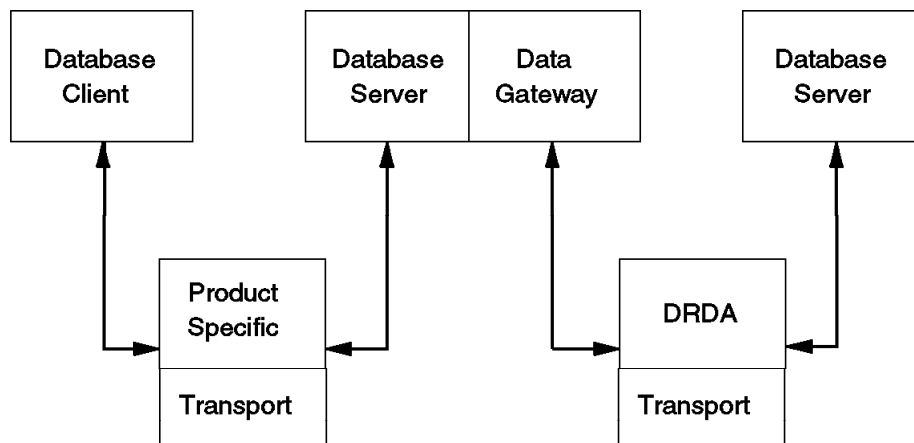 Database
Client
Database
Server
Data
Gateway
Database
Server
Product
Specific
DRDA
Transport
Transport